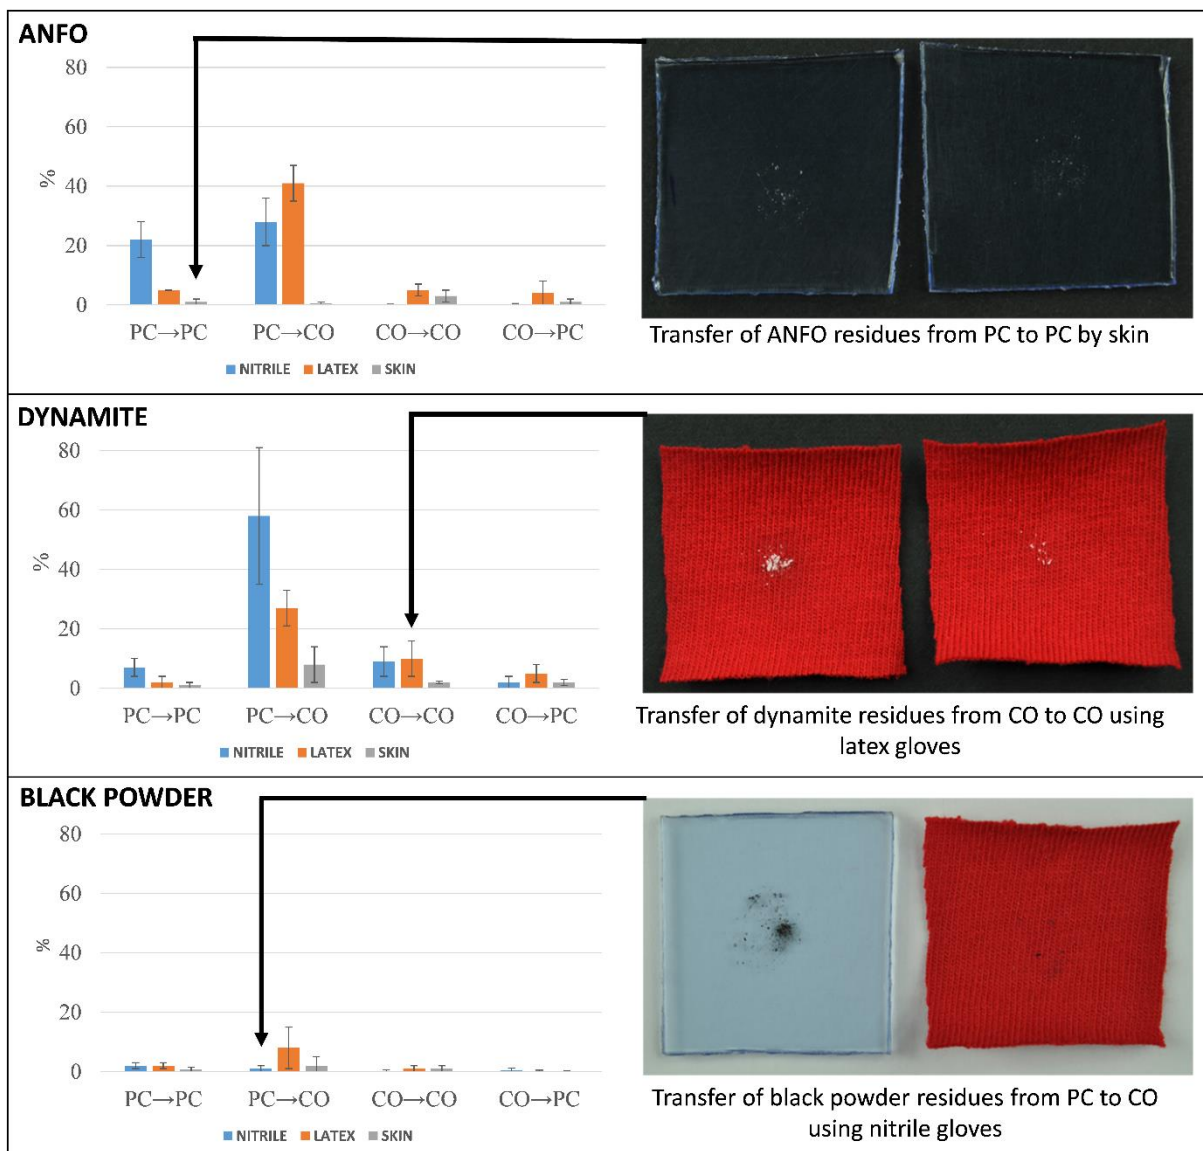 ANFO
80
60
40
20
0
%
PC→PC PC→CO CO→CO CO→PC
NITRILE LATEX SKIN
Transfer of ANFO residues from PC to PC by skin
DYNAMITE
80
60
40
20
0
%
PC→PC PC→CO CO→CO CO→PC
NITRILE LATEX SKIN
Transfer of dynamite residues from CO to CO using
latex gloves
BLACK POWDER
80
60
40
20
0
%
PC→PC PC→CO CO→CO CO→PC
NITRILE LATEX SKIN
Transfer of black powder residues from PC to CO
using nitrile gloves